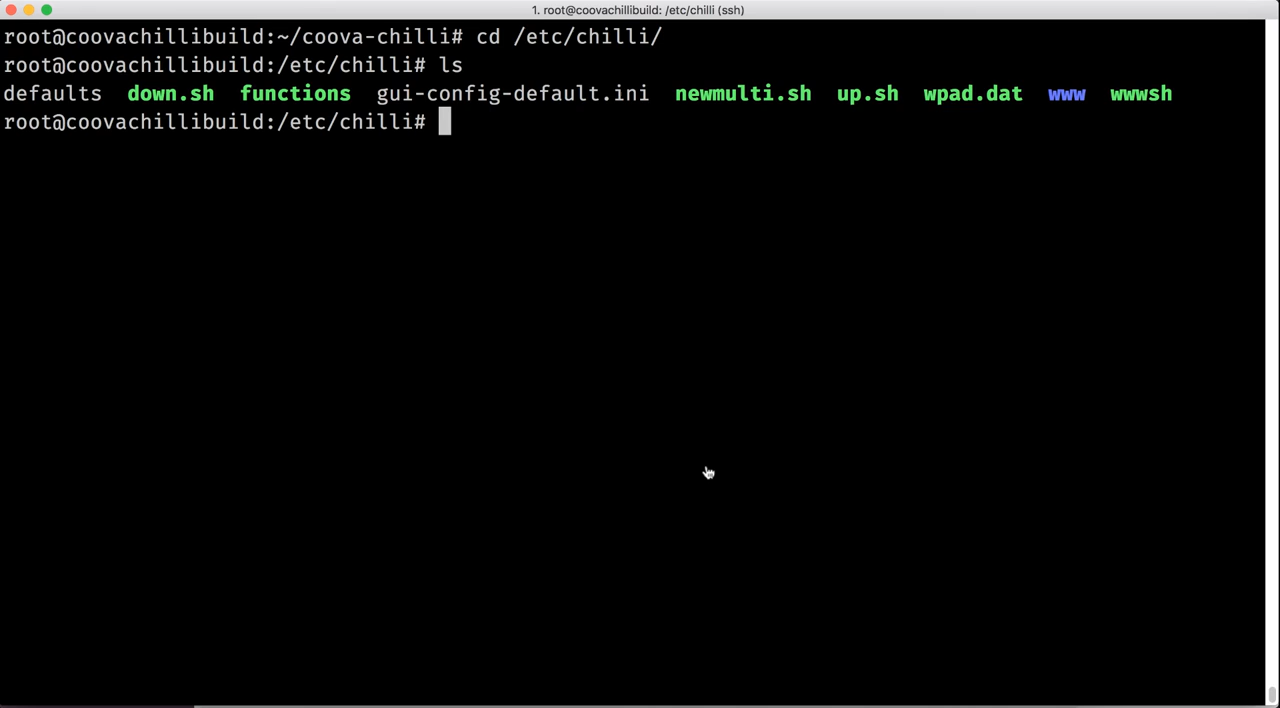 1. root@coovachillibuild: /etc/chilli (ssh)
root@coovachillibuild:~/coova-chilli# cd /etc/chilli/
root@coovachillibuild:/etc/chilli# ls
defaults  down.sh  functions  gui-config-default.ini  newmulti.sh  up.sh  wpad.dat  www  wwwsh
root@coovachillibuild:/etc/chilli#